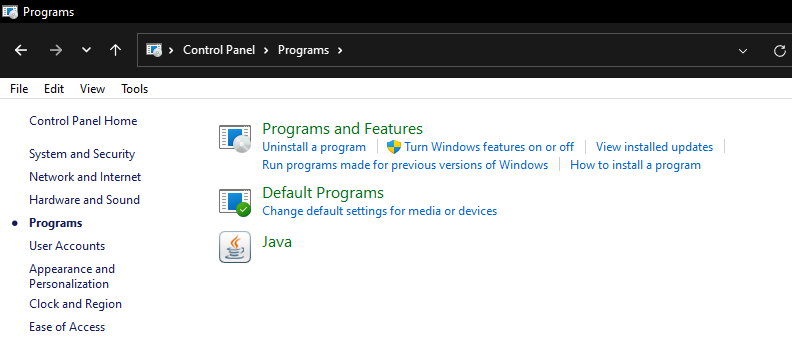 Programs
Control Panel > Programs >
File Edit View Tools
Control Panel Home
System and Security
Network and Internet
Hardware and Sound
Programs
User Accounts
Appearance and
Personalization
Clock and Region
Ease of Access
Programs and Features
Uninstall a program | Turn Windows features on or off | View installed updates |
Run programs made for previous versions of Windows | How to install a program
Default Programs
Change default settings for media or devices
Java